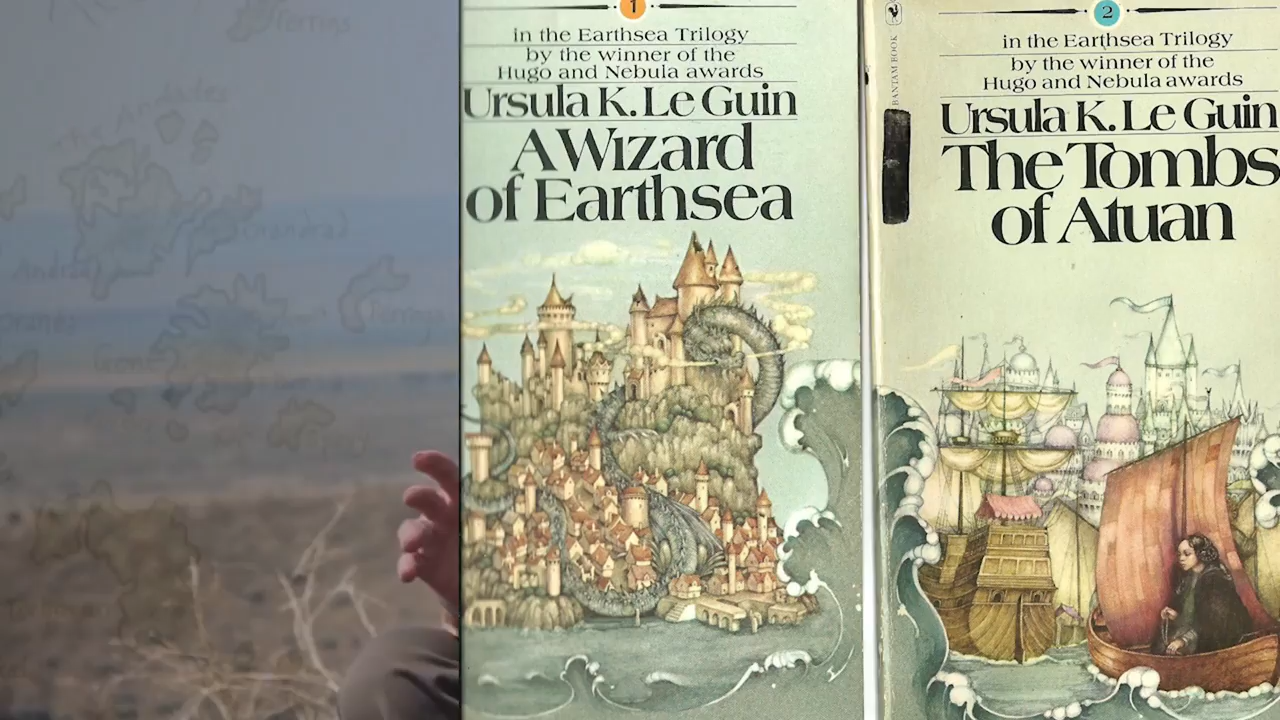 1
in the Earthsea Trilogy
by the winner of the
Hugo and Nebula awards
Ursula K. Le Guin
A Wizard
of Earthsea
BANTAM BOOK
2
in the Earthsea Trilogy
by the winner of the
Hugo and Nebula awards
Ursula K. Le Guin
The Tombs
of Atuan